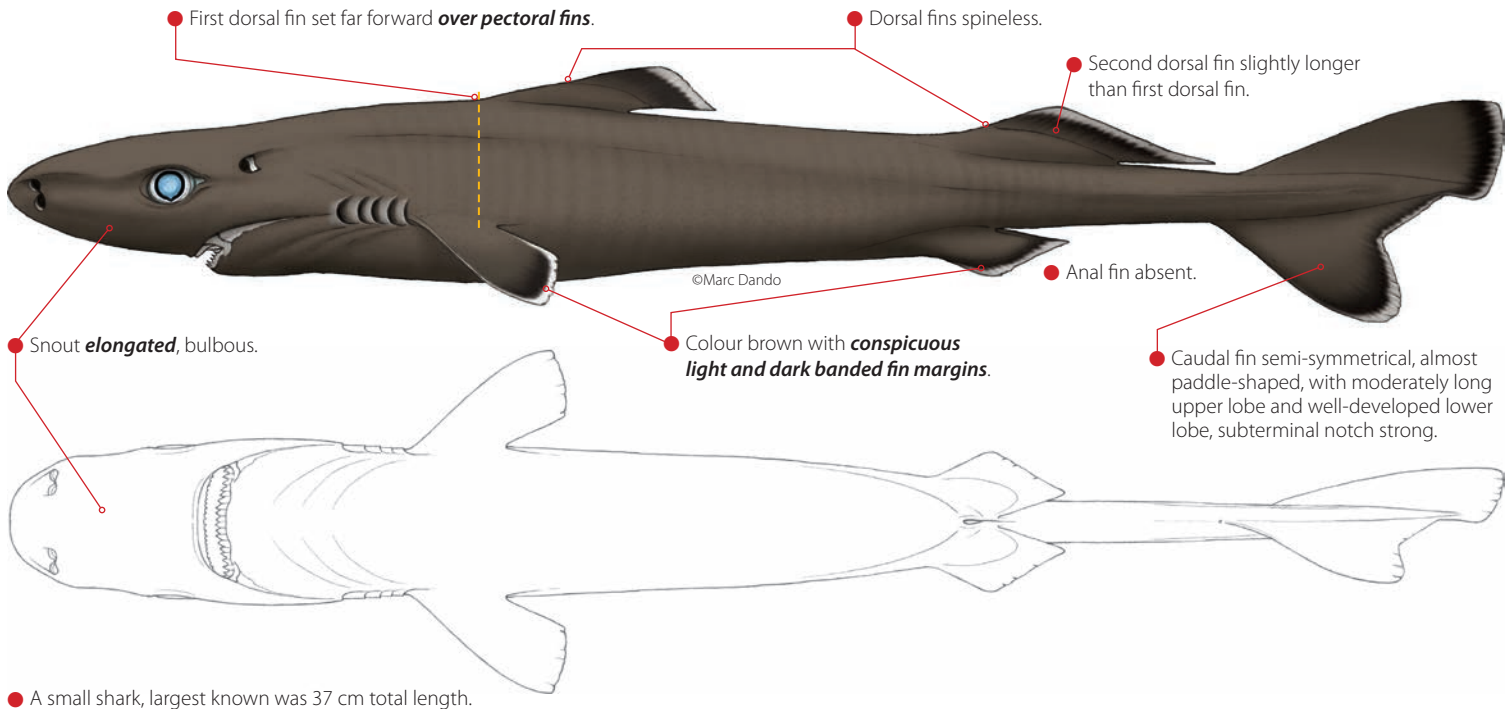 First dorsal fin set far forward over pectoral fins.
Dorsal fins spineless.
Second dorsal fin slightly longer
than first dorsal fin.
©Marc Dando
Anal fin absent.
Snout elongated, bulbous.
Colour brown with conspicuous
light and dark banded fin margins.
Caudal fin semi-symmetrical, almost
paddle-shaped, with moderately long
upper lobe and well-developed lower
lobe, subterminal notch strong.
A small shark, largest known was 37 cm total length.